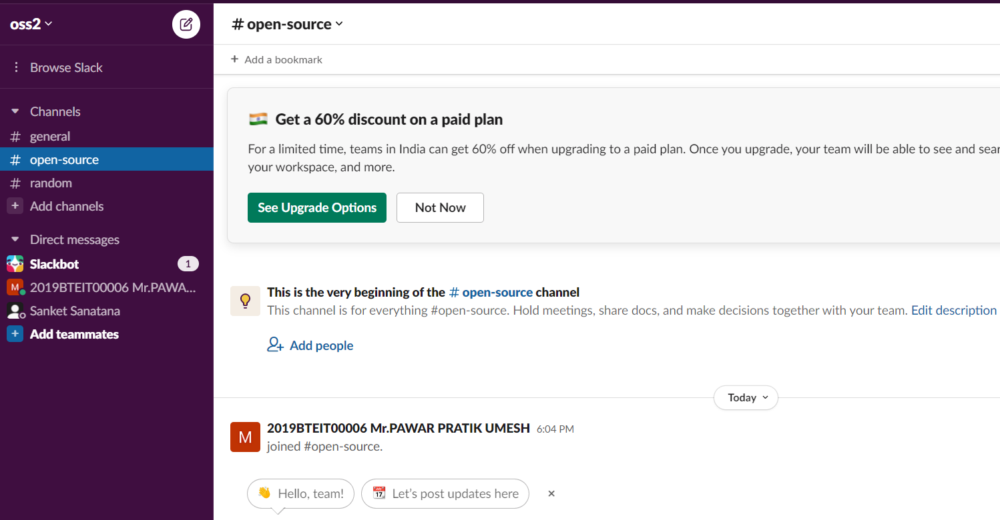 oss2
Browse Slack
Channels
# general
# open-source
# random
+ Add channels
Direct messages
Slackbot 1
M 2019BTEIT00006 Mr.PAWA...
Sanket Sanatana
+ Add teammates
# open-source
+ Add a bookmark
Get a 60% discount on a paid plan
For a limited time, teams in India can get 60% off when upgrading to a paid plan. Once you upgrade, your team will be able to see and sear
your workspace, and more.
See Upgrade Options Not Now
This is the very beginning of the # open-source channel
This channel is for everything #open-source. Hold meetings, share docs, and make decisions together with your team. Edit description
Add people
Today
M 2019BTEIT00006 Mr.PAWAR PRATIK UMESH 6:04 PM
joined #open-source.
👋 Hello, team! 📆 Let’s post updates here ×